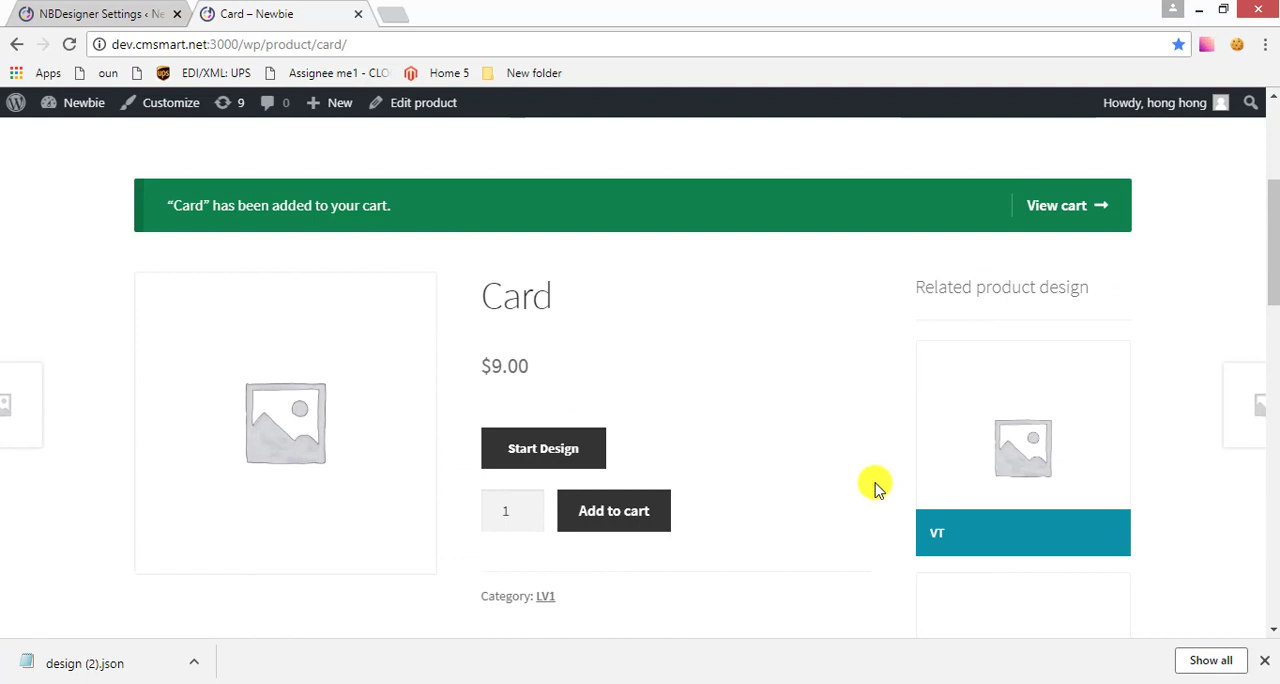 NBDesigner Settings ‹ Ne
Card – Newbie
dev.cmsmart.net:3000/wp/product/card/
Apps
oun
EDI/XML: UPS
Assignee me1 - CLO
Home 5
New folder
Newbie
Customize
9
0
New
Edit product
Howdy, hong hong
“Card” has been added to your cart.
View cart
Card
$9.00
Start Design
1
Add to cart
Category: LV1
Related product design
VT
design (2).json
Show all